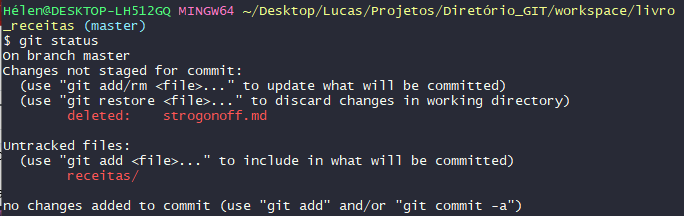 Hélen@DESKTOP-LH512GQ MINGW64 ~/Desktop/Lucas/Projetos/Diretório_GIT/workspace/livro
_receitas (master)
$ git status
On branch master
Changes not staged for commit:
  (use "git add/rm <file>..." to update what will be committed)
  (use "git restore <file>..." to discard changes in working directory)
        deleted:    strogonoff.md

Untracked files:
  (use "git add <file>..." to include in what will be committed)
        receitas/

no changes added to commit (use "git add" and/or "git commit -a")